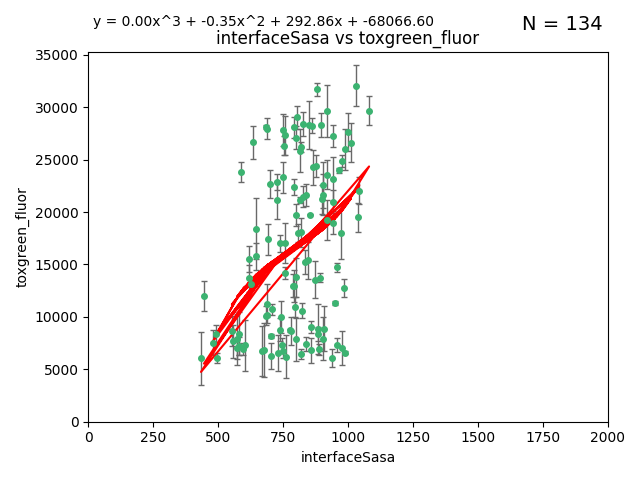 y = 0.00x^3 + -0.35x^2 + 292.86x + -68066.60
N = 134
interfaceSasa vs toxgreen_fluor
35000
30000
25000
20000
15000
10000
5000
0
toxgreen_fluor
0 250 500 750 1000 1250 1500 1750 2000
interfaceSasa